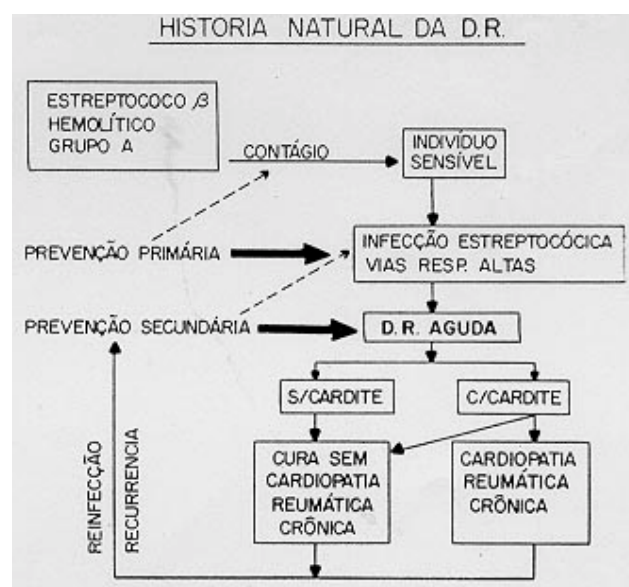 HISTORIA NATURAL DA D.R.
ESTREPTOCOCO β
HEMOLÍTICO
GRUPO A
CONTÁGIO
INDIVÍDUO
SENSÍVEL
PREVENÇÃO PRIMÁRIA
INFECÇÃO ESTREPTOCÓCICA
VIAS RESP. ALTAS
PREVENÇÃO SECUNDÁRIA
D. R. AGUDA
S/CARDITE
C/CARDITE
REINFECÇÃO
RECURRENCIA
CURA SEM
CARDIOPATIA
REUMÁTICA
CRÔNICA
CARDIOPATIA
REUMÁTICA
CRÔNICA